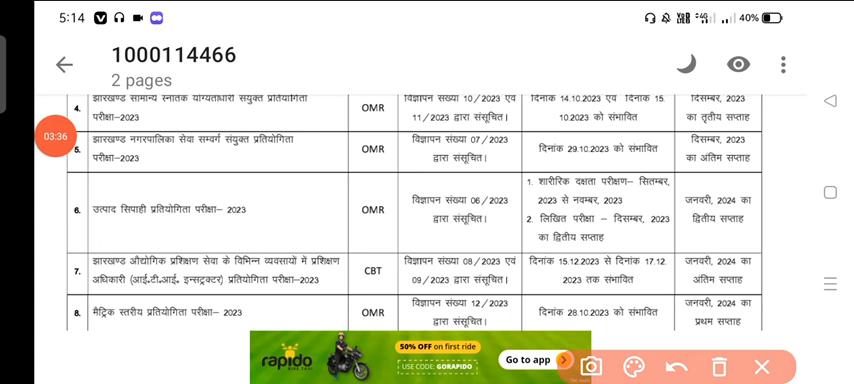 5:14
40%
1000114466
2 pages
03:36
4. झारखण्ड सामान्य स्नातक योग्यताधारी संयुक्त प्रतियोगिता परीक्षा–2023
OMR
विज्ञापन संख्या 10/2023 एवं 11/2023 द्वारा संसूचित।
दिनांक 14.10.2023 एवं दिनांक 15.10.2023 को संभावित
दिसम्बर, 2023 का तृतीय सप्ताह
5. झारखण्ड नगरपालिका सेवा सम्वर्ग संयुक्त प्रतियोगिता परीक्षा–2023
OMR
विज्ञापन संख्या 07/2023 द्वारा संसूचित।
दिनांक 29.10.2023 को संभावित
दिसम्बर, 2023 का अंतिम सप्ताह
6. उत्पाद सिपाही प्रतियोगिता परीक्षा– 2023
OMR
विज्ञापन संख्या 06/2023 द्वारा संसूचित।
1. शारीरिक दक्षता परीक्षण– सितम्बर, 2023 से नवम्बर, 2023
2. लिखित परीक्षा – दिसम्बर, 2023 का द्वितीय सप्ताह
जनवरी, 2024 का द्वितीय सप्ताह
7. झारखण्ड औद्योगिक प्रशिक्षण सेवा के विभिन्न व्यवसायों में प्रशिक्षण अधिकारी (आई.टी.आई. इन्सट्रक्टर) प्रतियोगिता परीक्षा–2023
CBT
विज्ञापन संख्या 08/2023 एवं 09/2023 द्वारा संसूचित।
दिनांक 15.12.2023 से दिनांक 17.12.2023 तक संभावित
जनवरी, 2024 का अंतिम सप्ताह
8. मैट्रिक स्तरीय प्रतियोगिता परीक्षा– 2023
OMR
विज्ञापन संख्या 12/2023 द्वारा संसूचित।
दिनांक 28.10.2023 को संभावित
जनवरी, 2024 का प्रथम सप्ताह
rapido
BIKE TAXI
50% OFF on first ride
USE CODE: GORAPIDO
Go to app